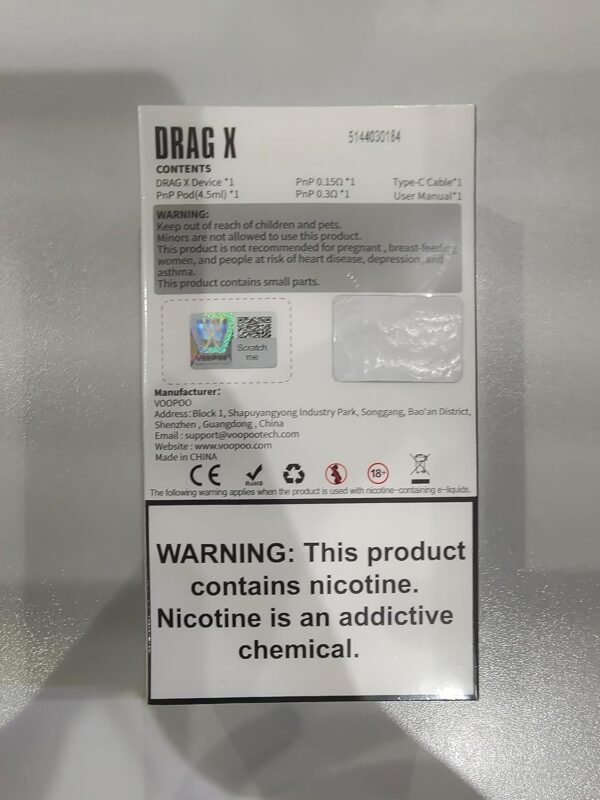 DRAG X
5144030184
CONTENTS
DRAG X Device *1 PnP 0.15Ω *1 Type-C Cable*1
PnP Pod(4.5ml) *1 PnP 0.3Ω *1 User Manual*1
WARNING:
Keep out of reach of children and pets.
Minors are not allowed to use this product.
This product is not recommended for pregnant , breast-feeding
women, and people at risk of heart disease, depression, and
asthma.
This product contains small parts.
Scratch
me
Manufacturer:
VOOPOO
Address: Block 1, Shapuyangyong Industry Park, Songgang, Bao'an District,
Shenzhen , Guangdong , China
Email : support@voopootech.com
Website : www.voopoo.com
Made in CHINA
CE RoHS 18+
The following warning applies when the product is used with nicotine-containing e-liquids.
WARNING: This product
contains nicotine.
Nicotine is an addictive
chemical.